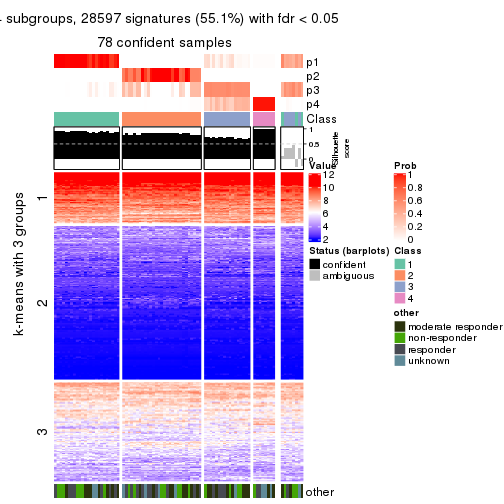 subgroups, 28597 signatures (55.1%) with fdr < 0.05
78 confident samples
p1
p2
p3
p4
Class
1
0.5
0
Silhouette
score
k-means with 3 groups
1
2
3
other
Value
12
10
8
6
4
2
Status (barplots)
confident
ambiguous
Prob
1
0.8
0.6
0.4
0.2
0
Class
1
2
3
4
other
moderate responder
non-responder
responder
unknown